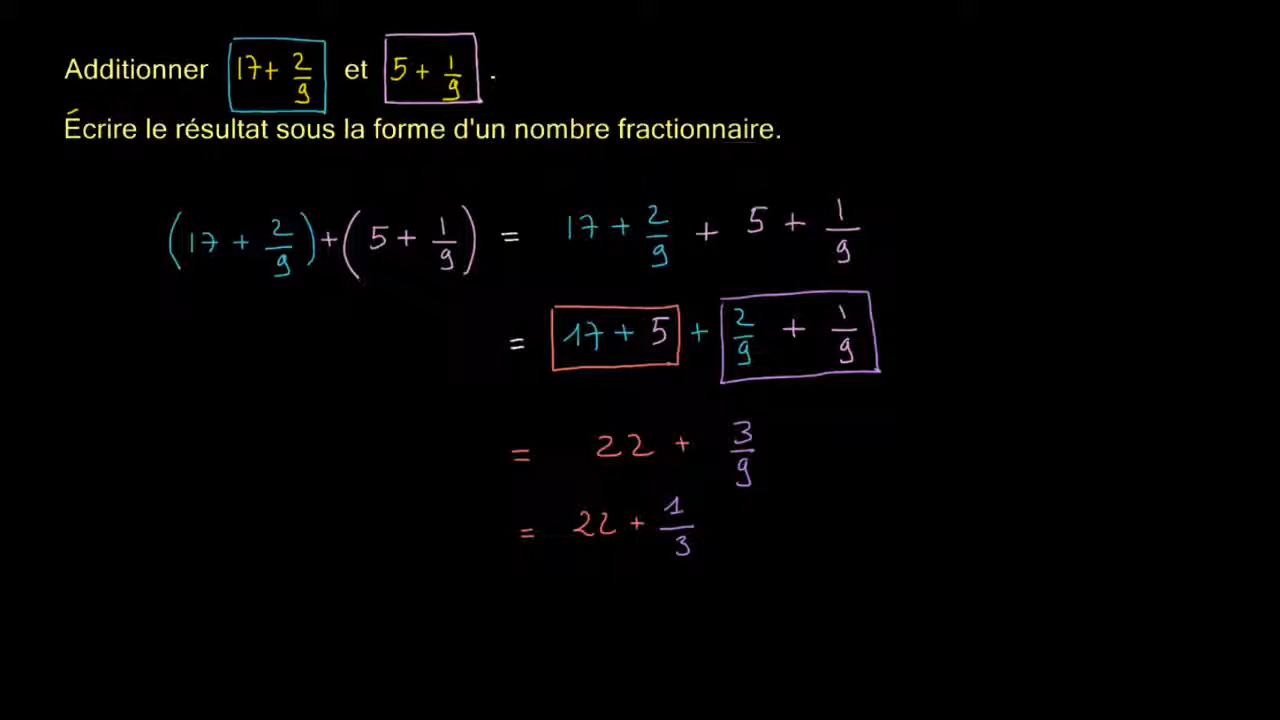 Additionner 17 + 2/9 et 5 + 1/9 .
Écrire le résultat sous la forme d'un nombre fractionnaire.
(17 + 2/9) + (5 + 1/9) = 17 + 2/9 + 5 + 1/9
= 17 + 5 + 2/9 + 1/9
= 22 + 3/9
= 22 + 1/3